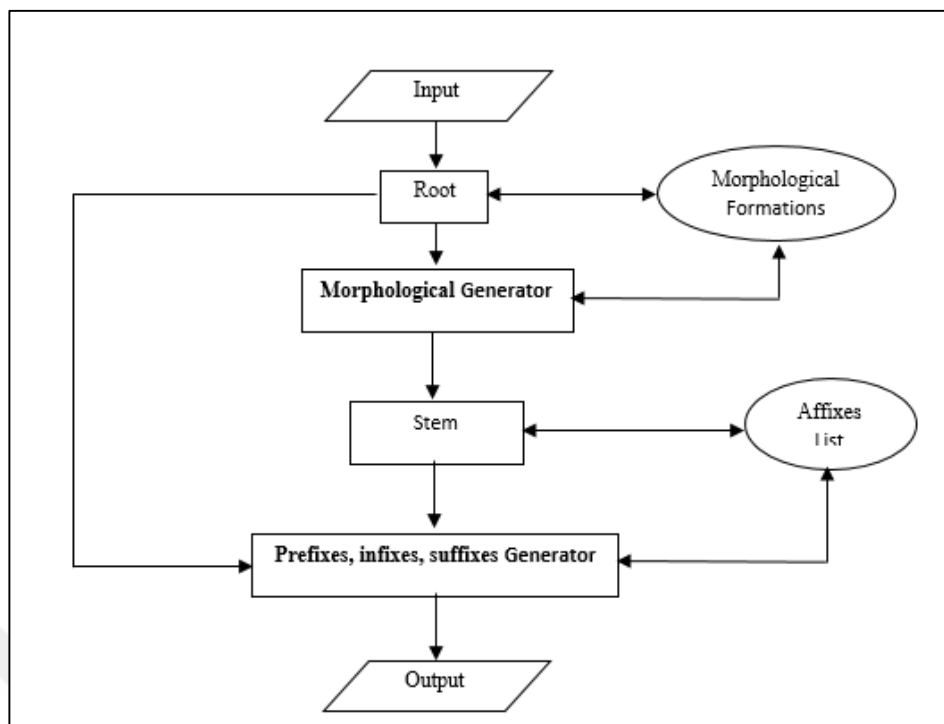 Input
Root
Morphological
Formations
Morphological Generator
Stem
Affixes
List
Prefixes, infixes, suffixes Generator
Output